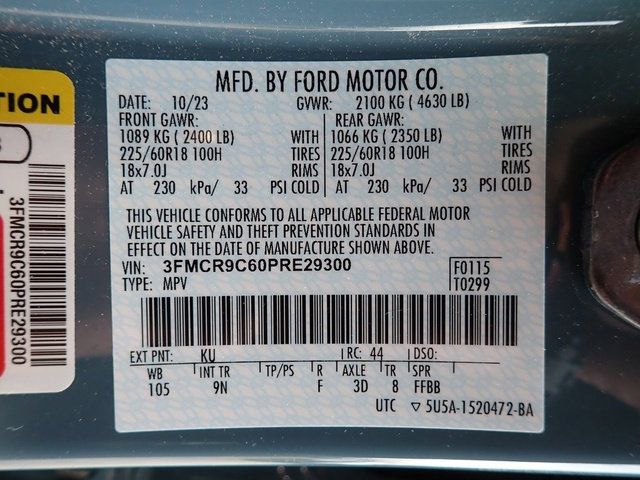 TION
3FMCR9C60PRE29300
MFD. BY FORD MOTOR CO.
DATE: 10/23 GVWR: 2100 KG ( 4630 LB)
FRONT GAWR: REAR GAWR:
1089 KG ( 2400 LB) WITH 1066 KG ( 2350 LB) WITH
225/60R18 100H TIRES 225/60R18 100H TIRES
18x7.0J RIMS 18x7.0J RIMS
AT 230 kPa/ 33 PSI COLD AT 230 kPa/ 33 PSI COLD
THIS VEHICLE CONFORMS TO ALL APPLICABLE FEDERAL MOTOR
VEHICLE SAFETY AND THEFT PREVENTION STANDARDS IN
EFFECT ON THE DATE OF MANUFACTURE SHOWN ABOVE.
VIN: 3FMCR9C60PRE29300 F0115
TYPE: MPV T0299
EXT PNT: KU RC: 44 DSO:
WB INT TR TP/PS R AXLE TR SPR
105 9N F 3D 8 FFBB
UTC ▽ 5U5A-1520472-BA